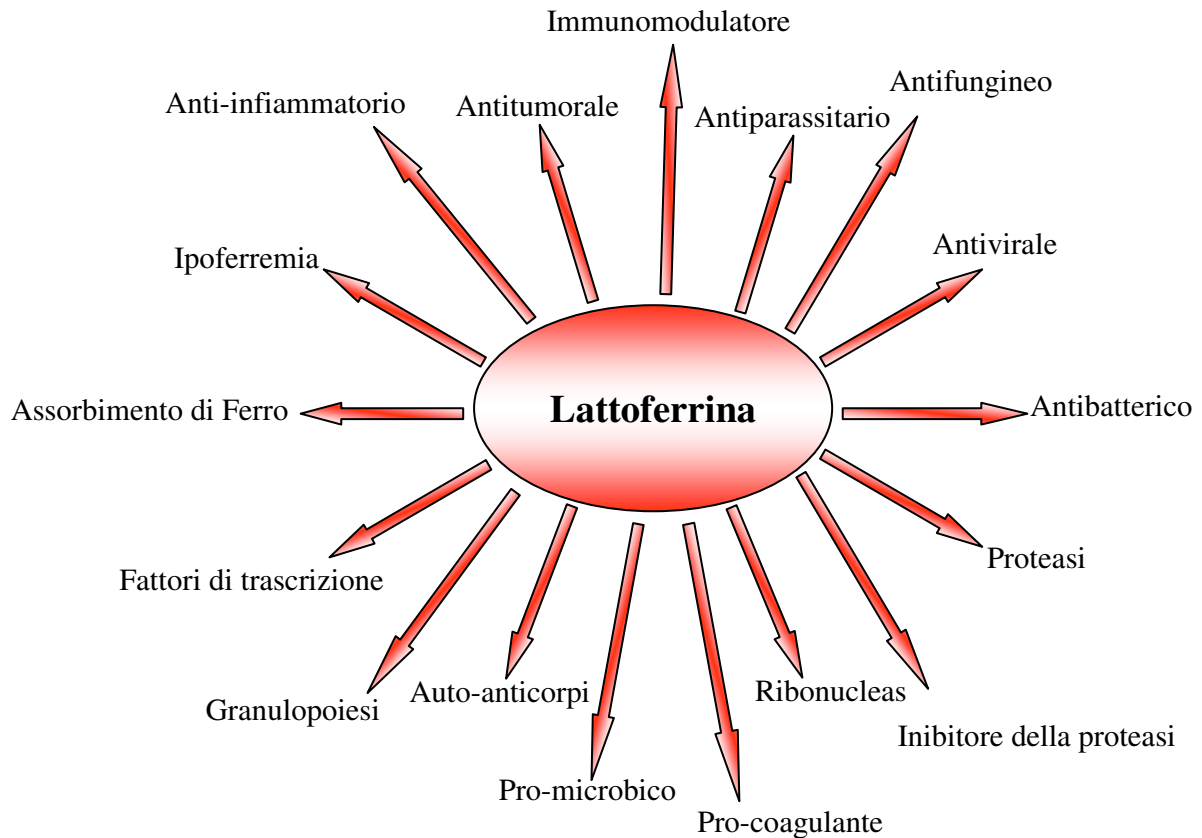 Immunomodulatore
Antifungineo
Anti-infiammatorio
Antitumorale
Antiparassitario
Ipoferremia
Antivirale
Assorbimento di Ferro
Lattoferrina
Antibatterico
Fattori di trascrizione
Proteasi
Granulopoiesi
Auto-anticorpi
Ribonucleas
Inibitore della proteasi
Pro-microbico
Pro-coagulante